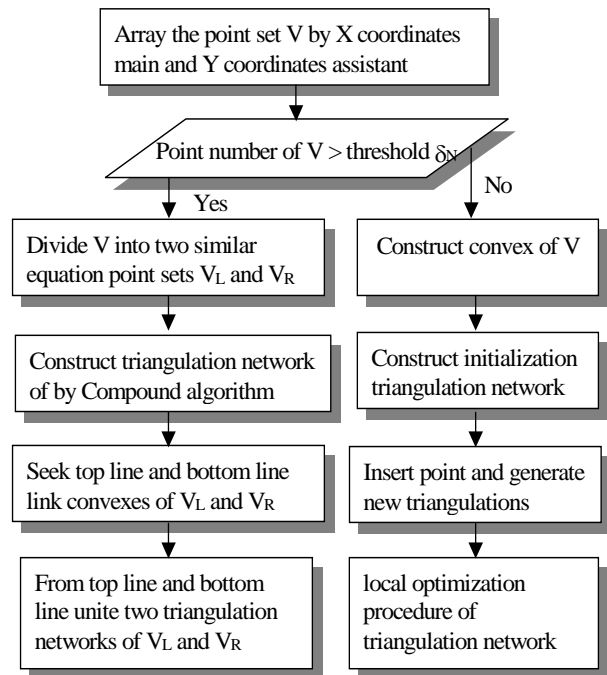 Array the point set V by X coordinates
main and Y coordinates assistant
Point number of V > threshold δN
Yes
No
Divide V into two similar
equation point sets VL and VR
Construct convex of V
Construct triangulation network
of by Compound algorithm
Construct initialization
triangulation network
Seek top line and bottom line
link convexes of VL and VR
Insert point and generate
new triangulations
From top line and bottom
line unite two triangulation
networks of VL and VR
local optimization
procedure of
triangulation network